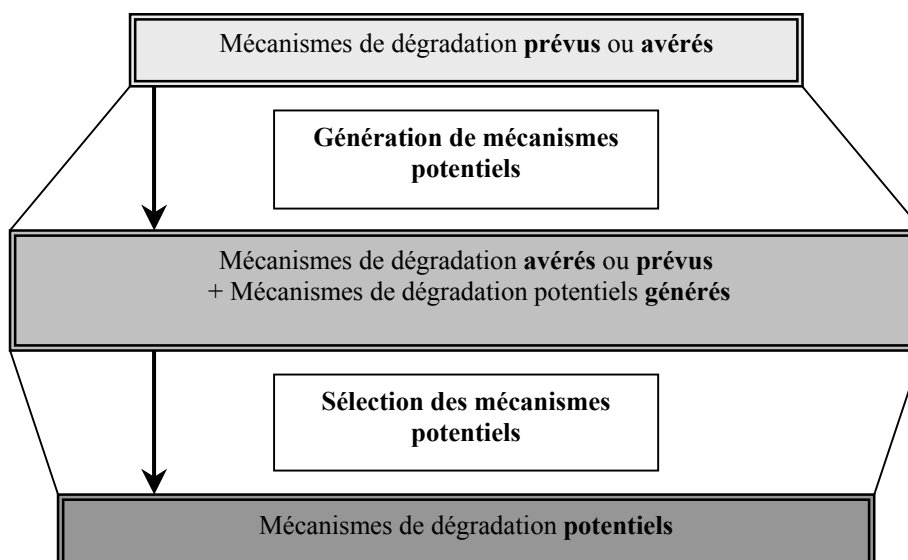 Mécanismes de dégradation prévus ou avérés
Génération de mécanismes
potentiels
Mécanismes de dégradation avérés ou prévus
+ Mécanismes de dégradation potentiels générés
Sélection des mécanismes
potentiels
Mécanismes de dégradation potentiels